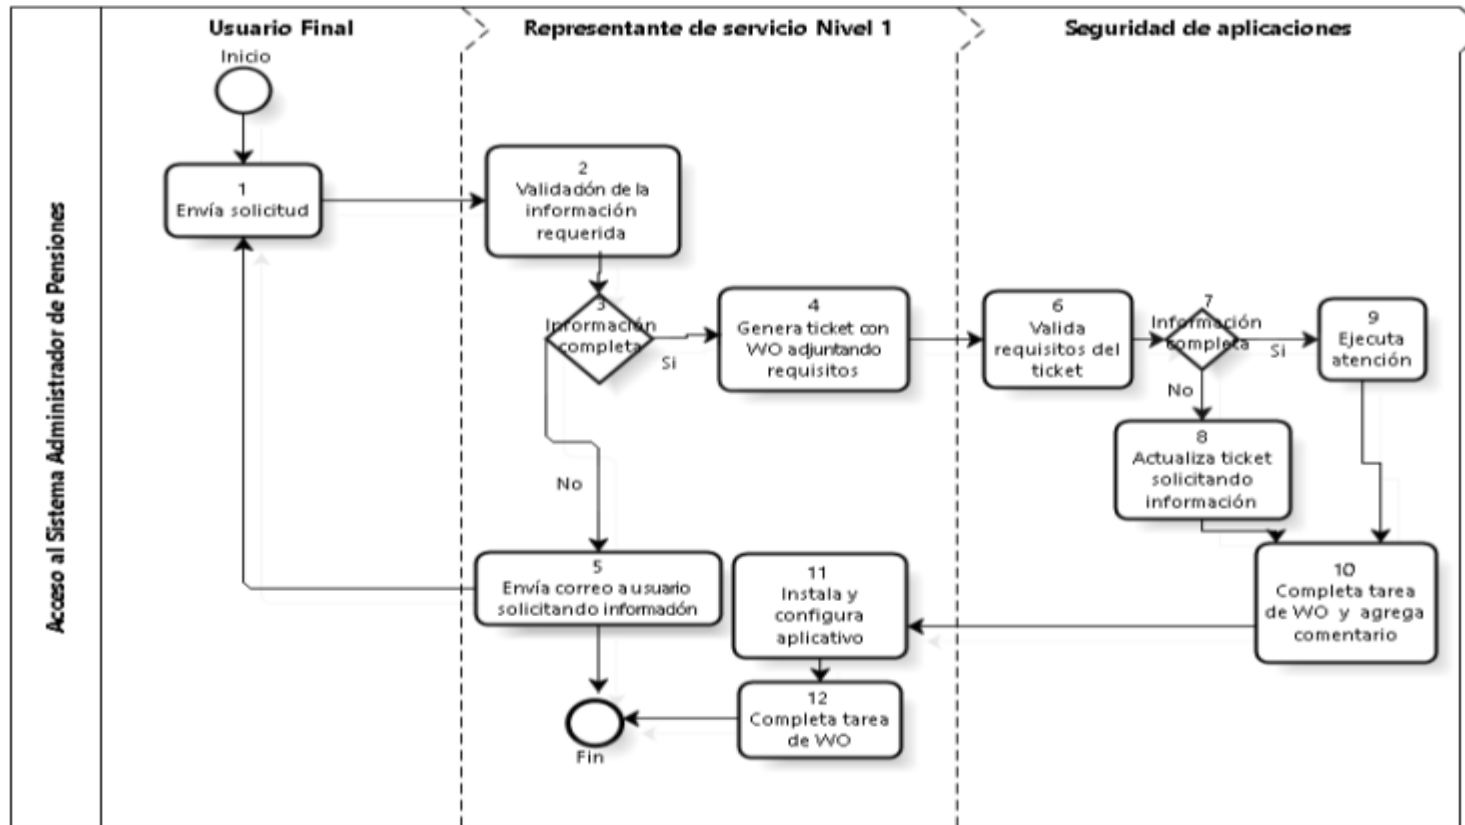 Acceso al Sistema Administrador de Pensiones
Usuario Final
Representante de servicio Nivel 1
Seguridad de aplicaciones
Inicio
1
Envía solicitud
2
Validadón de la
información
requerida
3
Información
completa
Si
No
4
Genera ticket con
WO adjuntando
requisitos
5
Envía correo a usuario
solicitando información
6
Valida
requisitos del
ticket
7
Información
completa
Si
No
8
Actualiza ticket
solicitando
información
9
Ejecuta
atención
10
Completa tarea
de WO y agrega
comentario
11
Instala y
configura
aplicativo
12
Completa tarea
de WO
Fin